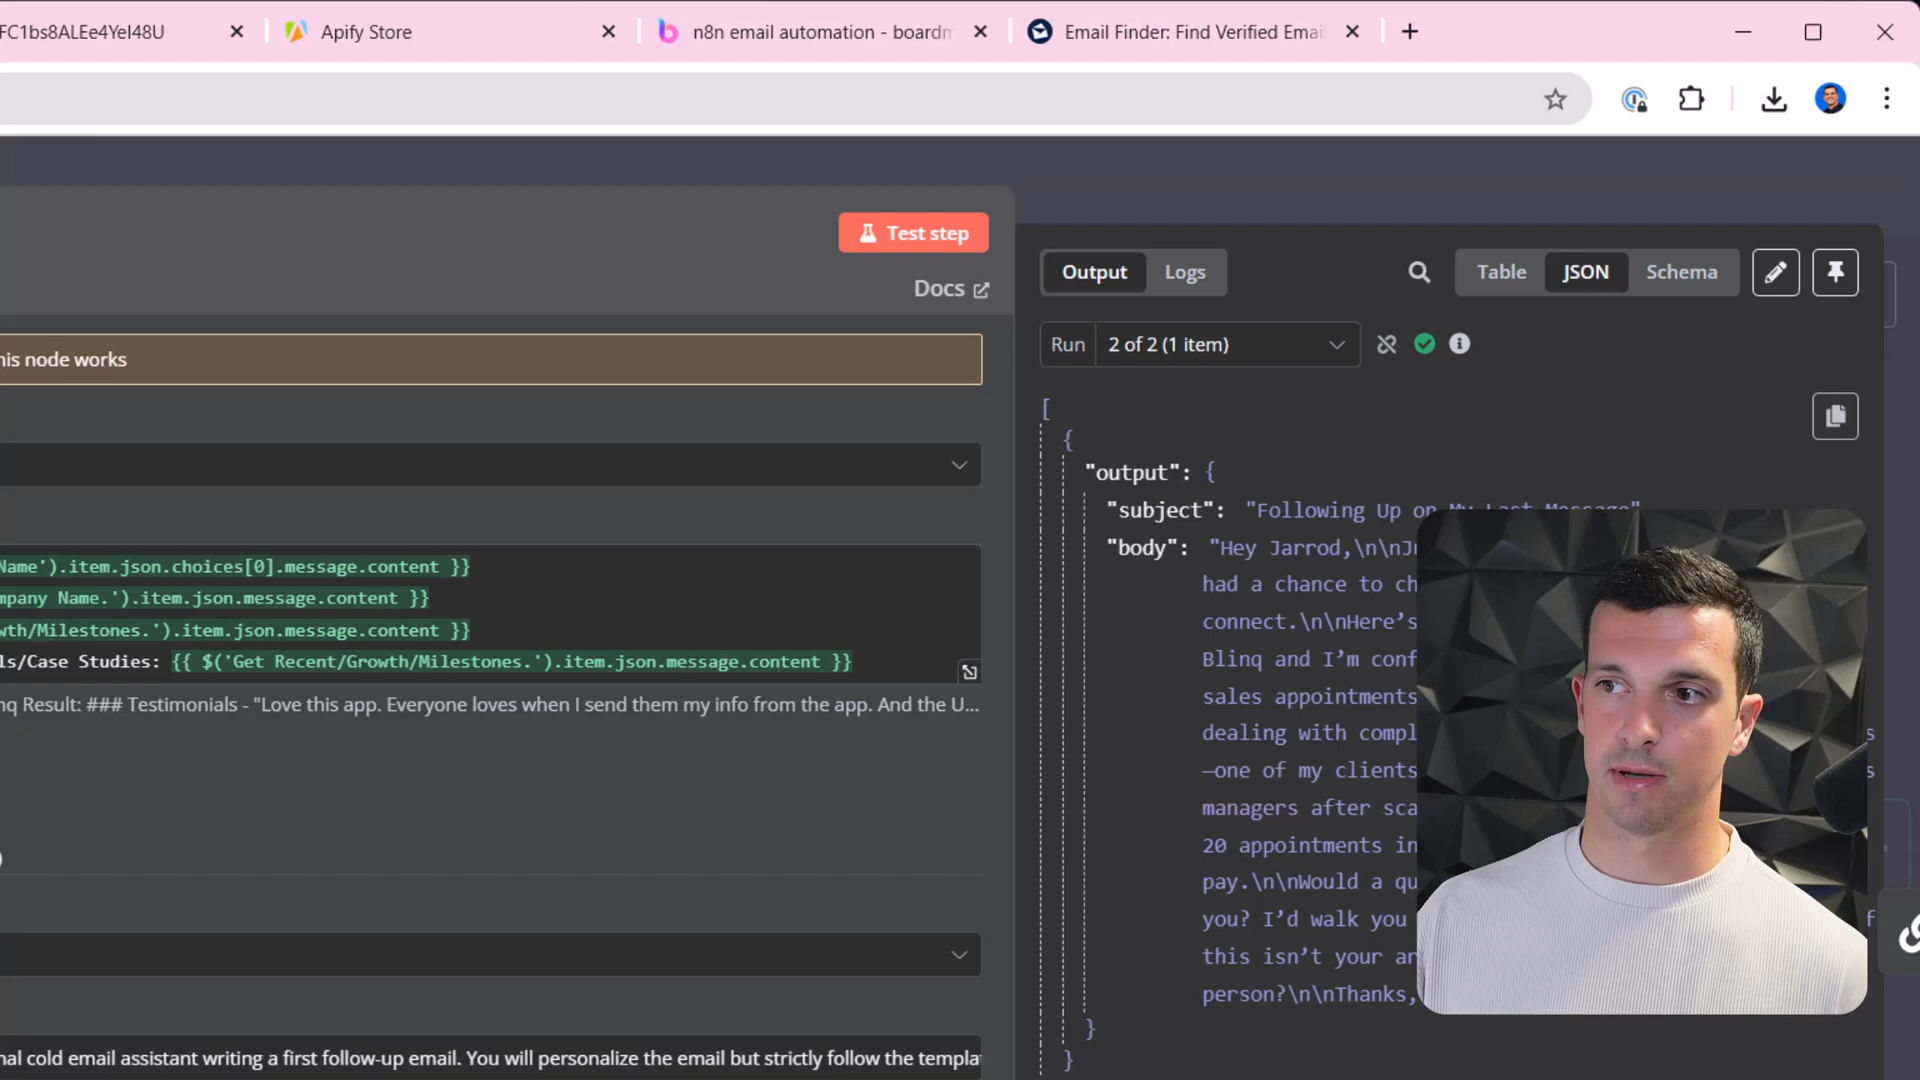 FC1bs8ALEe4YeI48U
Apify Store
n8n email automation - boardm
Email Finder: Find Verified Emai
Test step
Docs
his node works
Output
Logs
Table
JSON
Schema
Run
2 of 2 (1 item)
[
{
"output": {
"subject": "Following Up on My Last Message"
"body": "Hey Jarrod,\n\nJu
had a chance to ch
connect.\n\nHere’s
Blinq and I’m conf
sales appointments
dealing with compl
—one of my clients
managers after sca
20 appointments in
pay.\n\nWould a qu
you? I’d walk you
this isn’t your ar
person?\n\nThanks,
}
}
Name').item.json.choices[0].message.content }}
mpany Name.').item.json.message.content }}
wth/Milestones.').item.json.message.content }}
ls/Case Studies: {{ $('Get Recent/Growth/Milestones.').item.json.message.content }}
nq Result: ### Testimonials - "Love this app. Everyone loves when I send them my info from the app. And the U...
nal cold email assistant writing a first follow-up email. You will personalize the email but strictly follow the templa